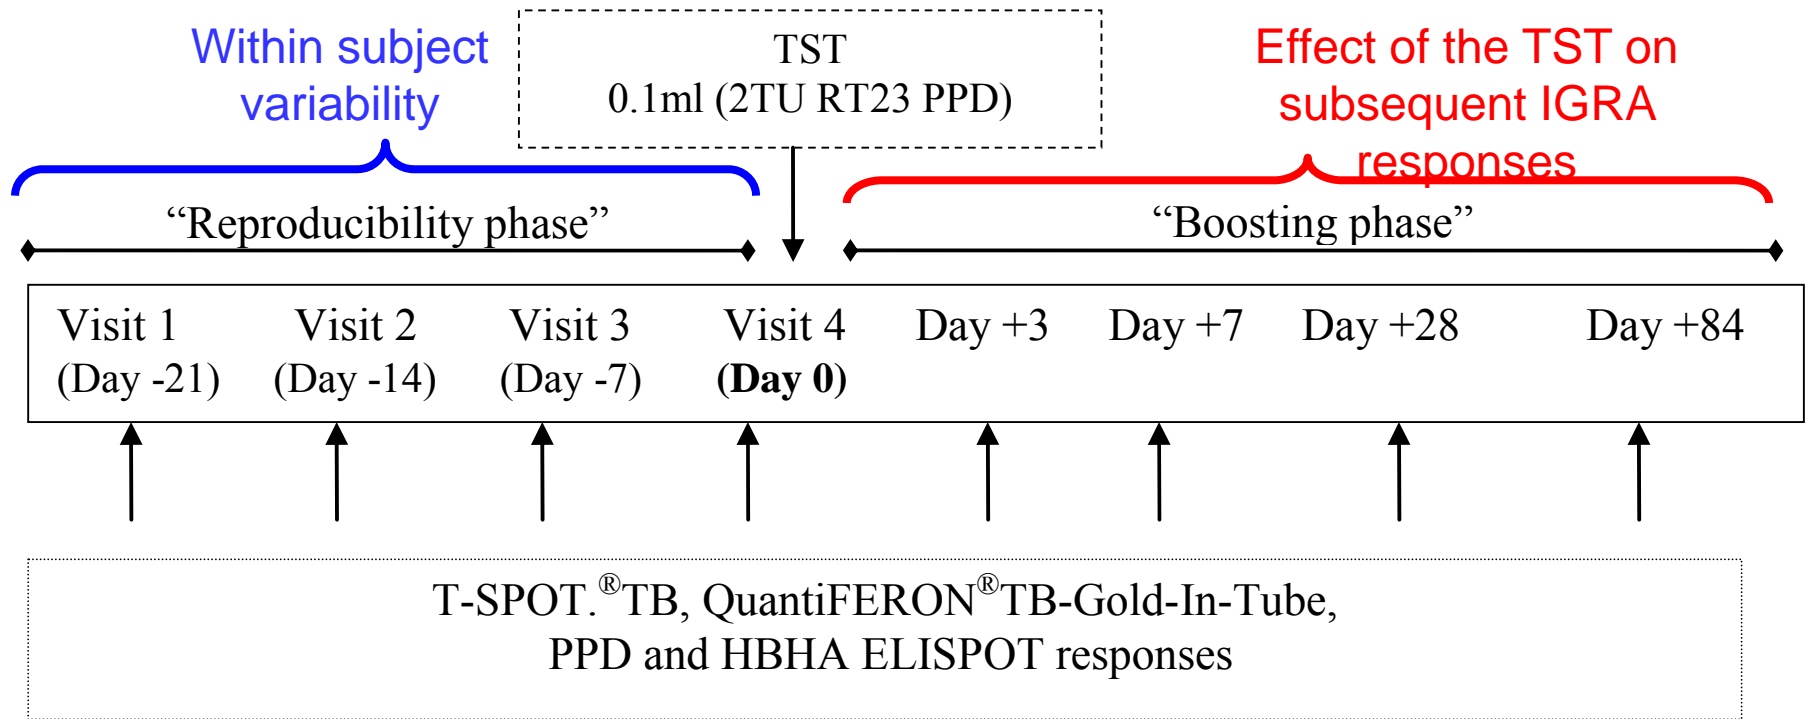 Within subject
variability
TST
0.1ml (2TU RT23 PPD)
Effect of the TST on
subsequent IGRA
responses
“Reproducibility phase”
“Boosting phase”
Visit 1
(Day -21)
Visit 2
(Day -14)
Visit 3
(Day -7)
Visit 4
(Day 0)
Day +3
Day +7
Day +28
Day +84
T-SPOT.®TB, QuantiFERON®TB-Gold-In-Tube,
PPD and HBHA ELISPOT responses